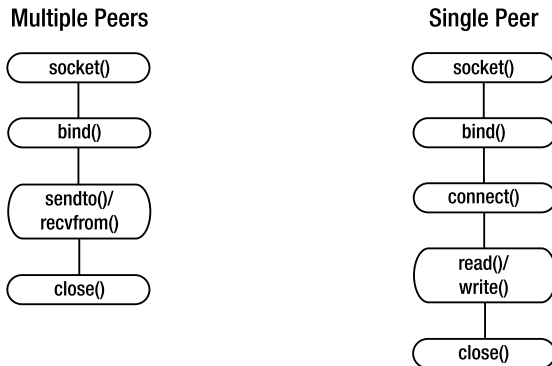 Multiple Peers
socket()
bind()
sendto()/
recvfrom()
close()
Single Peer
socket()
bind()
connect()
read()/
write()
close()